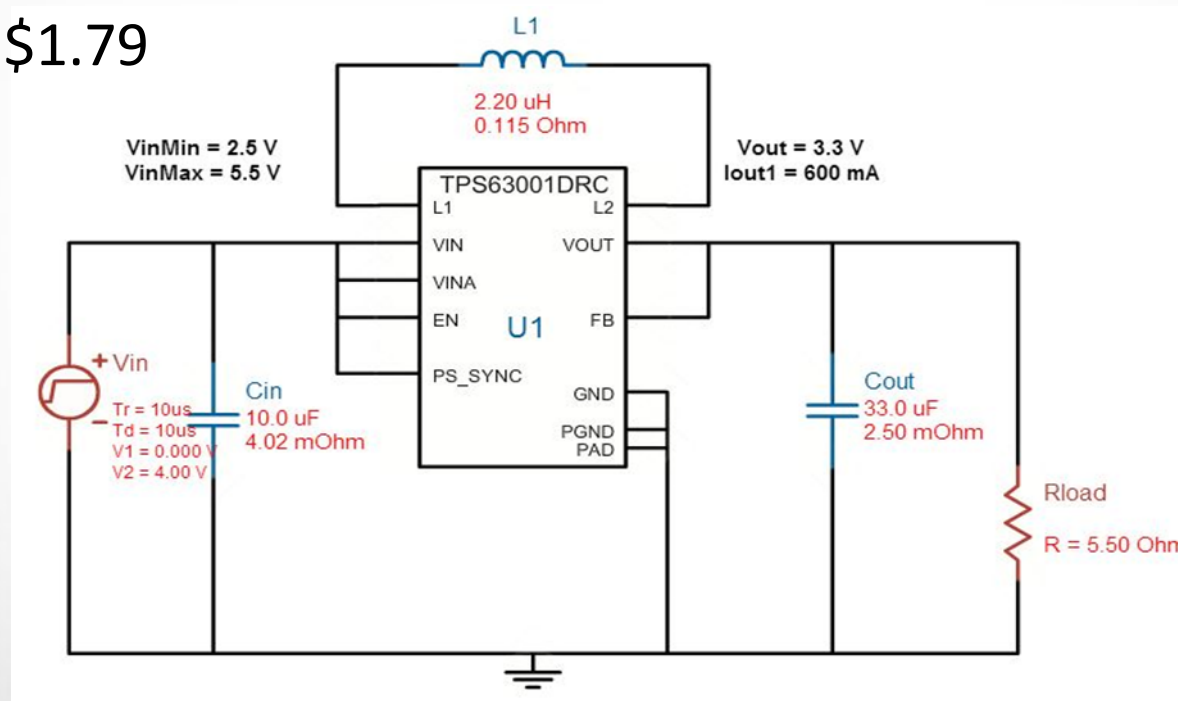 $1.79
L1
2.20 uH
0.115 Ohm
VinMin = 2.5 V
VinMax = 5.5 V
Vout = 3.3 V
Iout1 = 600 mA
TPS63001DRC
L1
L2
VIN
VOUT
VINA
EN
U1
FB
PS_SYNC
GND
PGND
PAD
+ Vin
Tr = 10us
Td = 10us
V1 = 0.000 V
V2 = 4.00 V
Cin
10.0 uF
4.02 mOhm
Cout
33.0 uF
2.50 mOhm
Rload
R = 5.50 Ohm